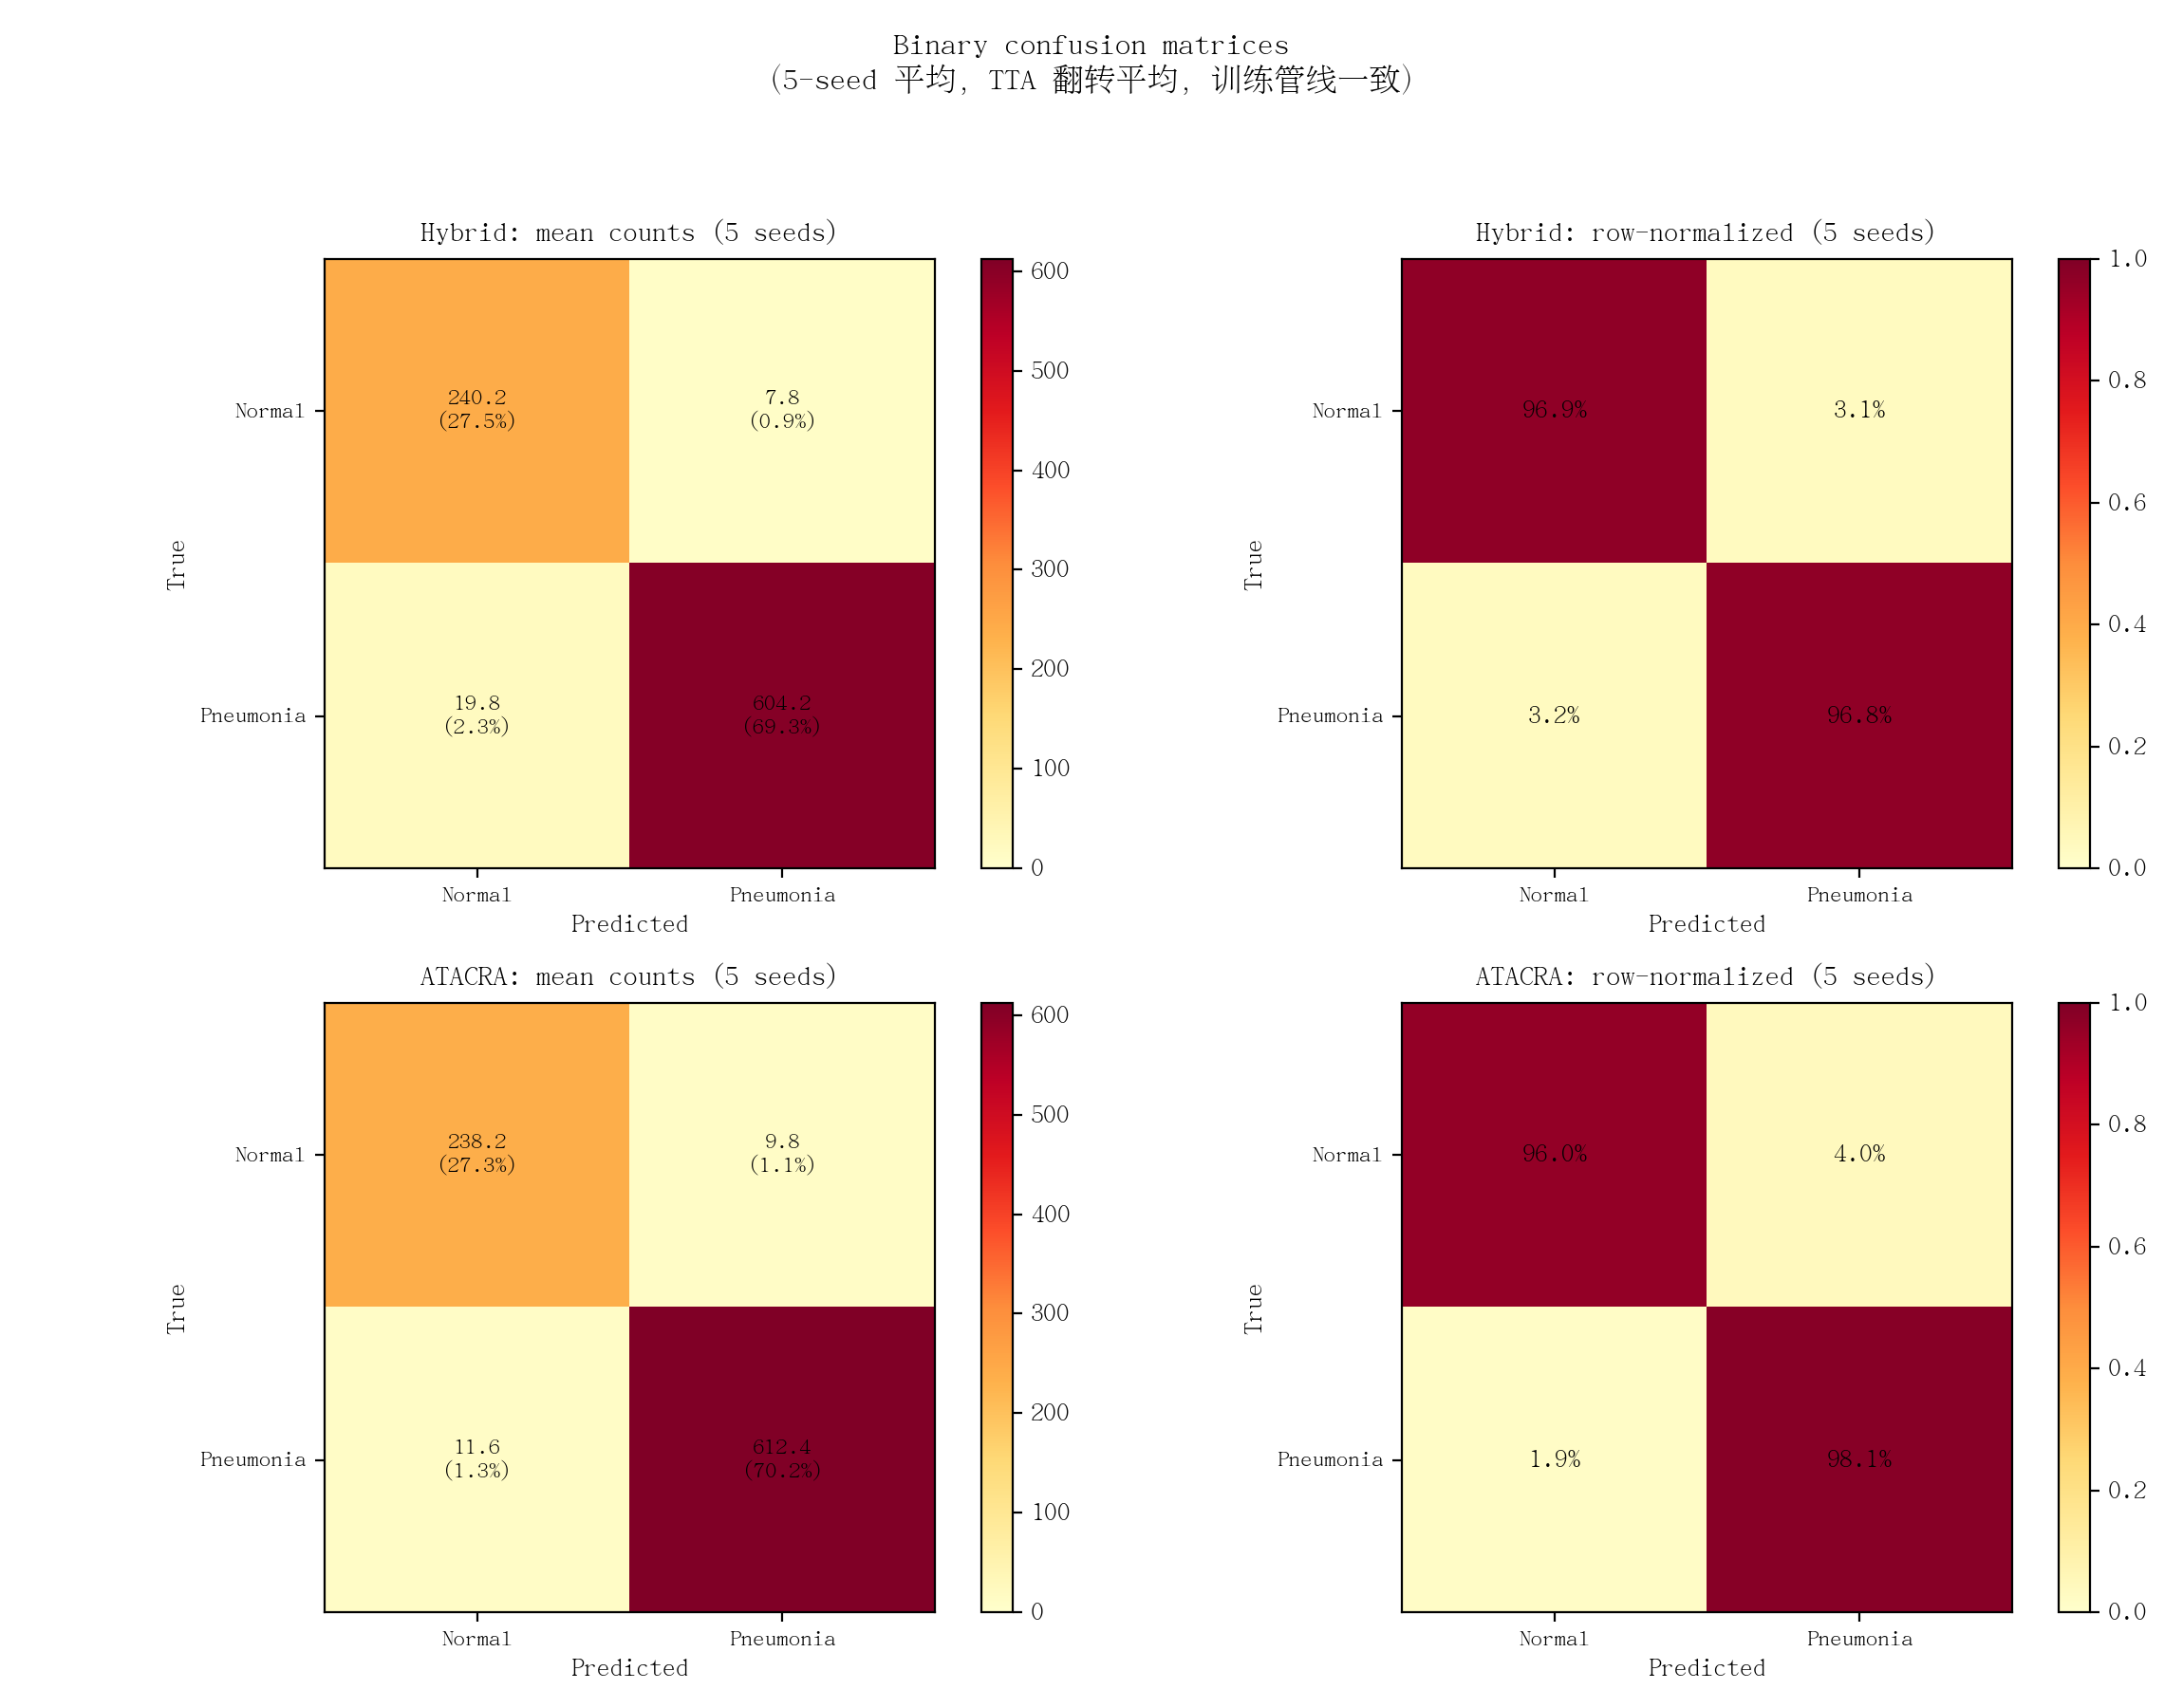 Binary confusion matrices
(5-seed 平均, TTA 翻转平均, 训练管线一致)
Hybrid: mean counts (5 seeds)
True
Normal
Pneumonia
240.2
(27.5%)
7.8
(0.9%)
19.8
(2.3%)
604.2
(69.3%)
Normal
Pneumonia
Predicted
600
500
400
300
200
100
0
Hybrid: row-normalized (5 seeds)
True
Normal
Pneumonia
96.9%
3.1%
3.2%
96.8%
Normal
Pneumonia
Predicted
1.0
0.8
0.6
0.4
0.2
0.0
ATACRA: mean counts (5 seeds)
True
Normal
Pneumonia
238.2
(27.3%)
9.8
(1.1%)
11.6
(1.3%)
612.4
(70.2%)
Normal
Pneumonia
Predicted
600
500
400
300
200
100
0
ATACRA: row-normalized (5 seeds)
True
Normal
Pneumonia
96.0%
4.0%
1.9%
98.1%
Normal
Pneumonia
Predicted
1.0
0.8
0.6
0.4
0.2
0.0